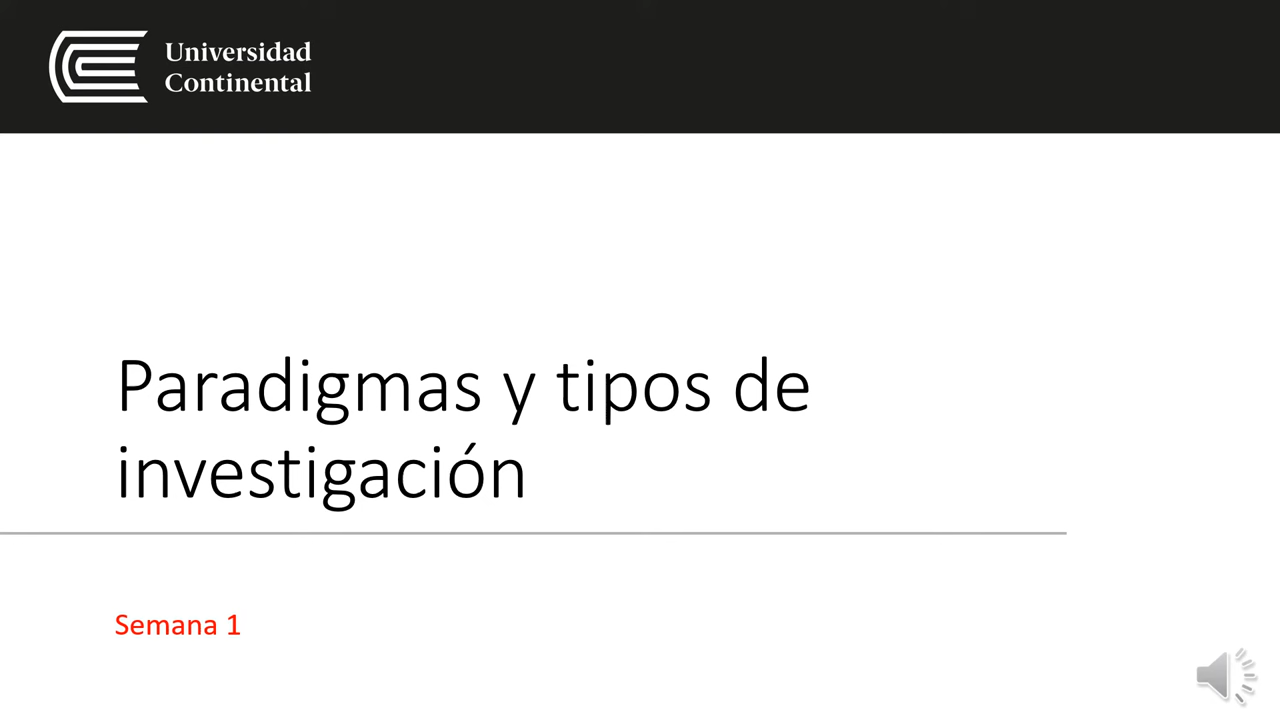 Universidad
Continental
Paradigmas y tipos de
investigación
Semana 1